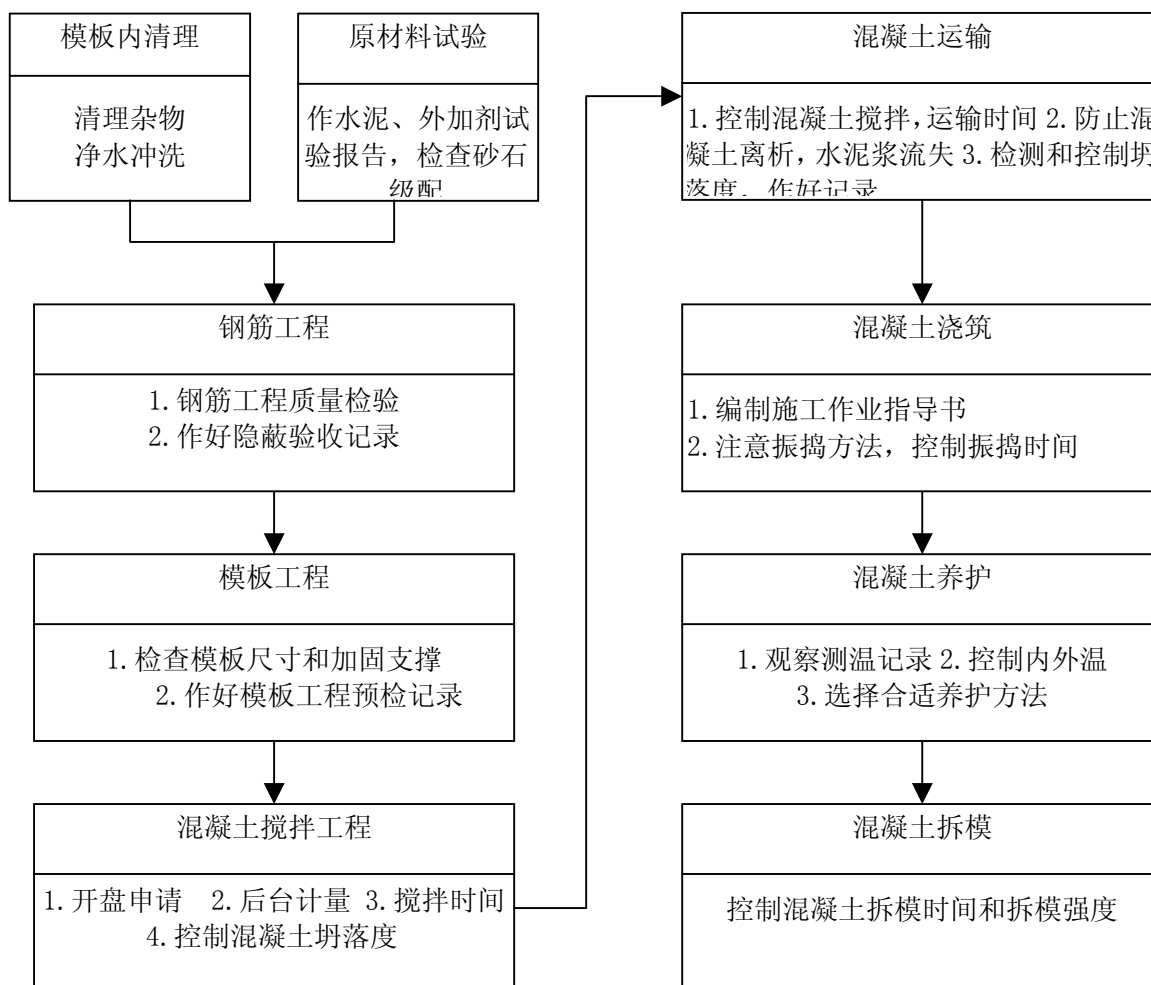 模板内清理
清理杂物
净水冲洗
原材料试验
作水泥、外加剂试
验报告，检查砂石
级配
钢筋工程
1.钢筋工程质量检验
2.作好隐蔽验收记录
模板工程
1.检查模板尺寸和加固支撑
2.作好模板工程预检记录
混凝土搅拌工程
1.开盘申请 2.后台计量 3.搅拌时间
4.控制混凝土坍落度
混凝土运输
1.控制混凝土搅拌,运输时间 2.防止混
凝土离析,水泥浆流失 3.检测和控制坍
落度，作好记录
混凝土浇筑
1.编制施工作业指导书
2.注意振捣方法，控制振捣时间
混凝土养护
1.观察测温记录 2.控制内外温
3.选择合适养护方法
混凝土拆模
控制混凝土拆模时间和拆模强度